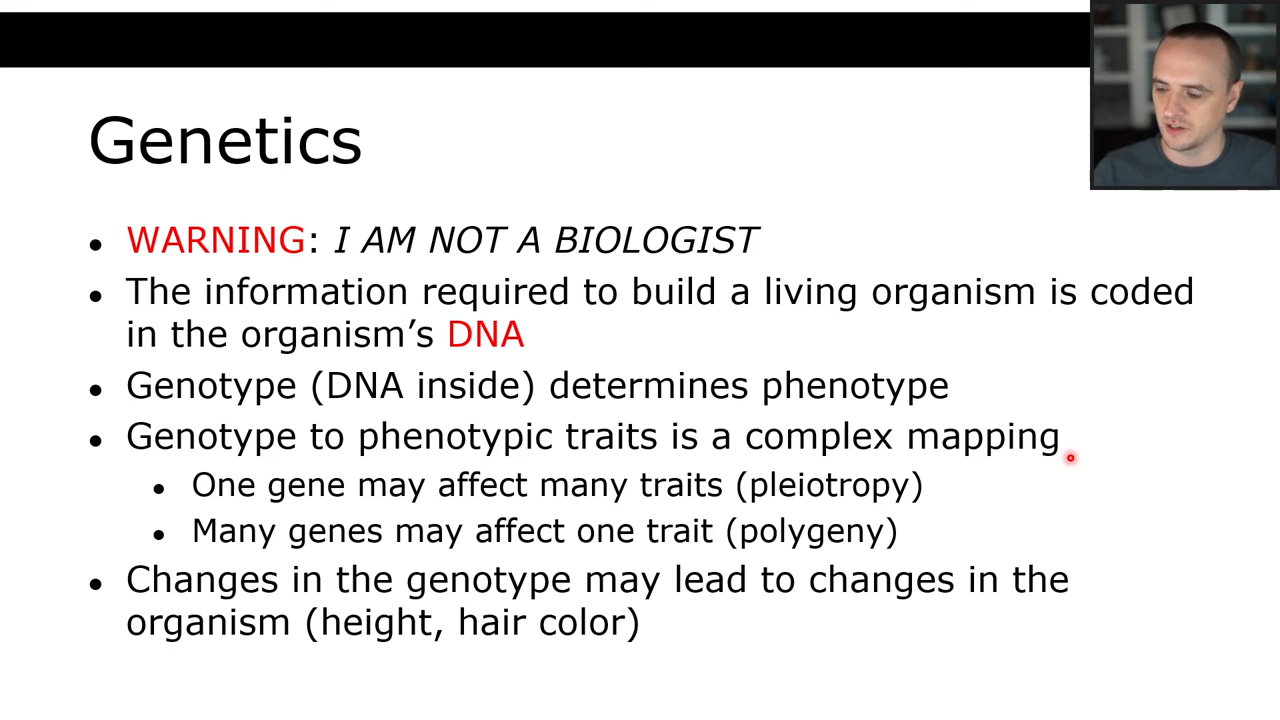 Genetics
• WARNING: I AM NOT A BIOLOGIST
• The information required to build a living organism is coded
in the organism’s DNA
• Genotype (DNA inside) determines phenotype
• Genotype to phenotypic traits is a complex mapping
• One gene may affect many traits (pleiotropy)
• Many genes may affect one trait (polygeny)
• Changes in the genotype may lead to changes in the
organism (height, hair color)